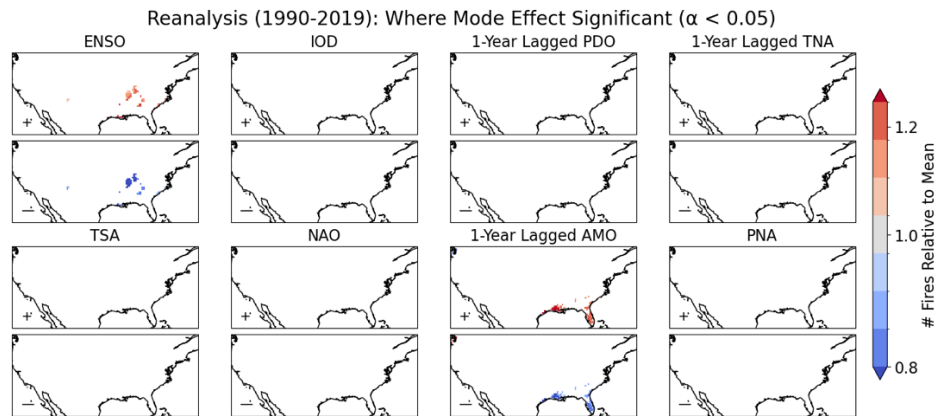 Reanalysis (1990-2019): Where Mode Effect Significant (α < 0.05)
ENSO
IOD
1-Year Lagged PDO
1-Year Lagged TNA
+
+
+
+
−
−
−
−
TSA
NAO
1-Year Lagged AMO
PNA
+
+
+
+
−
−
−
−
1.2
1.0
0.8
# Fires Relative to Mean